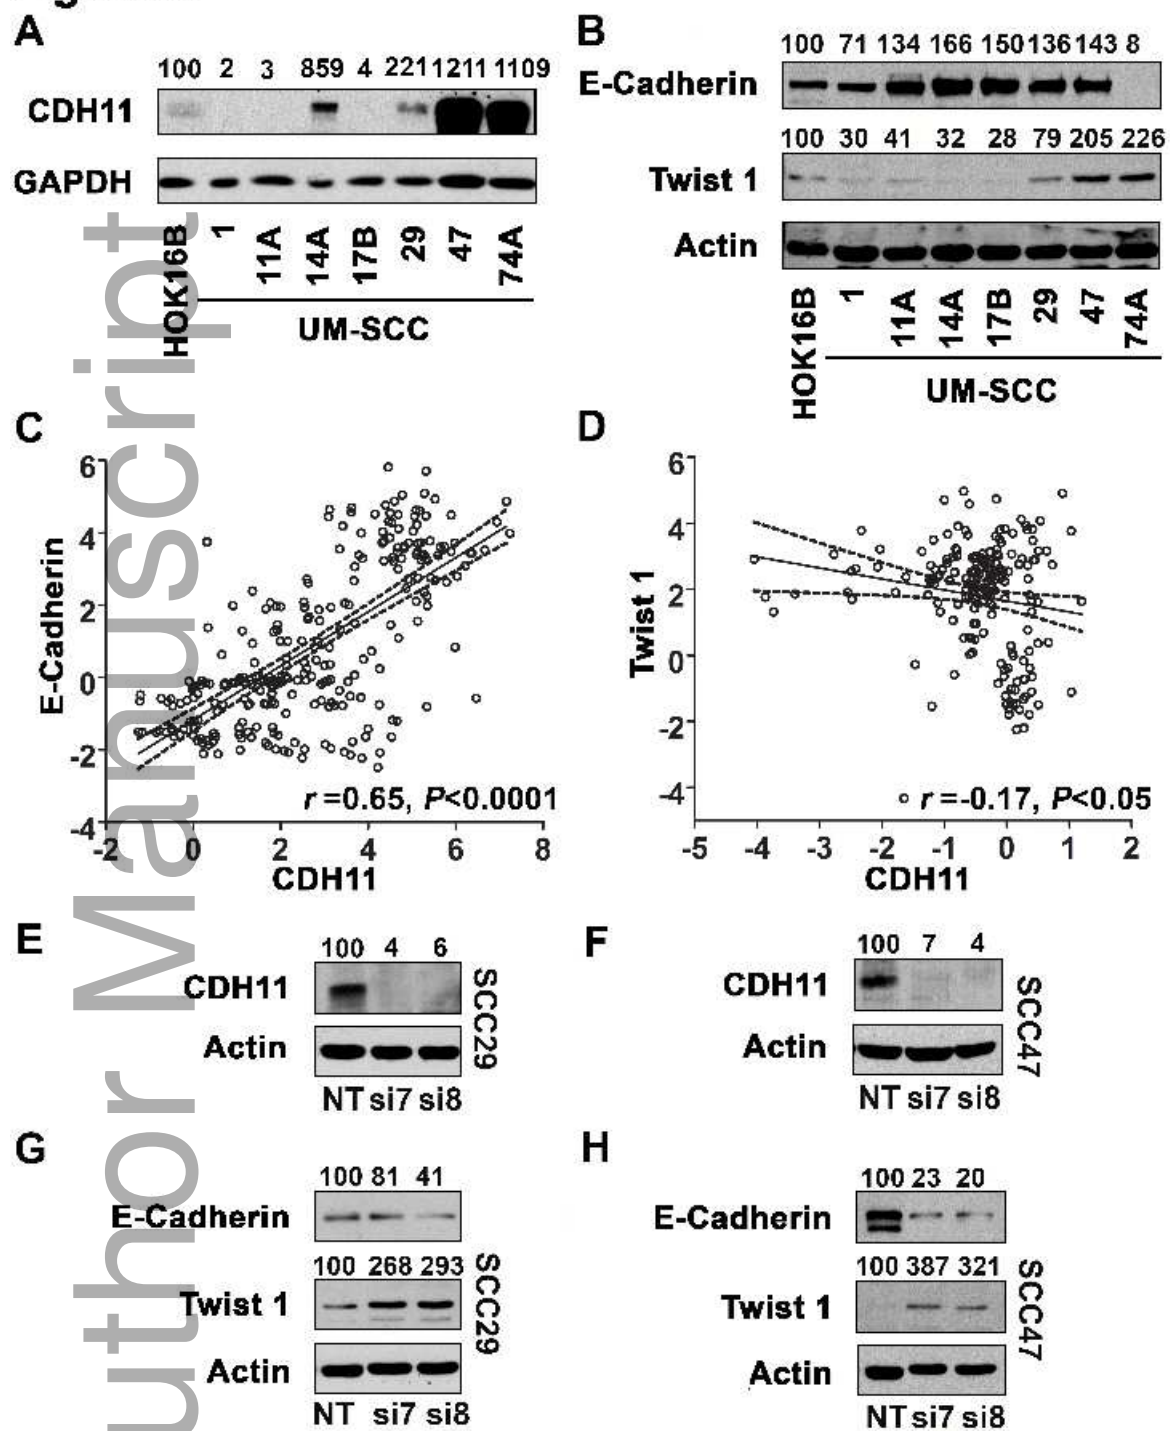 A
100 2 3 859 4 221 1211 1109
CDH11
GAPDH
HOK16B 1 11A 14A 17B 29 47 74A
UM-SCC
B
100 71 134 166 150 136 143 8
E-Cadherin
100 30 41 32 28 79 205 226
Twist 1
Actin
HOK16B 1 11A 14A 17B 29 47 74A
UM-SCC
C
E-Cadherin
6
4
2
0
-2
-4
r=0.65, P<0.0001
-2 0 2 4 6 8
CDH11
D
Twist 1
6
4
2
0
-2
-4
r=-0.17, P<0.05
-5 -4 -3 -2 -1 0 1 2
CDH11
E
100 4 6
CDH11
Actin
SCC29
NT si7 si8
F
100 7 4
CDH11
Actin
SCC47
NT si7 si8
G
100 81 41
E-Cadherin
100 268 293
Twist 1
Actin
SCC29
NT si7 si8
H
100 23 20
E-Cadherin
100 387 321
Twist 1
Actin
SCC47
NT si7 si8
uthor Manuscript